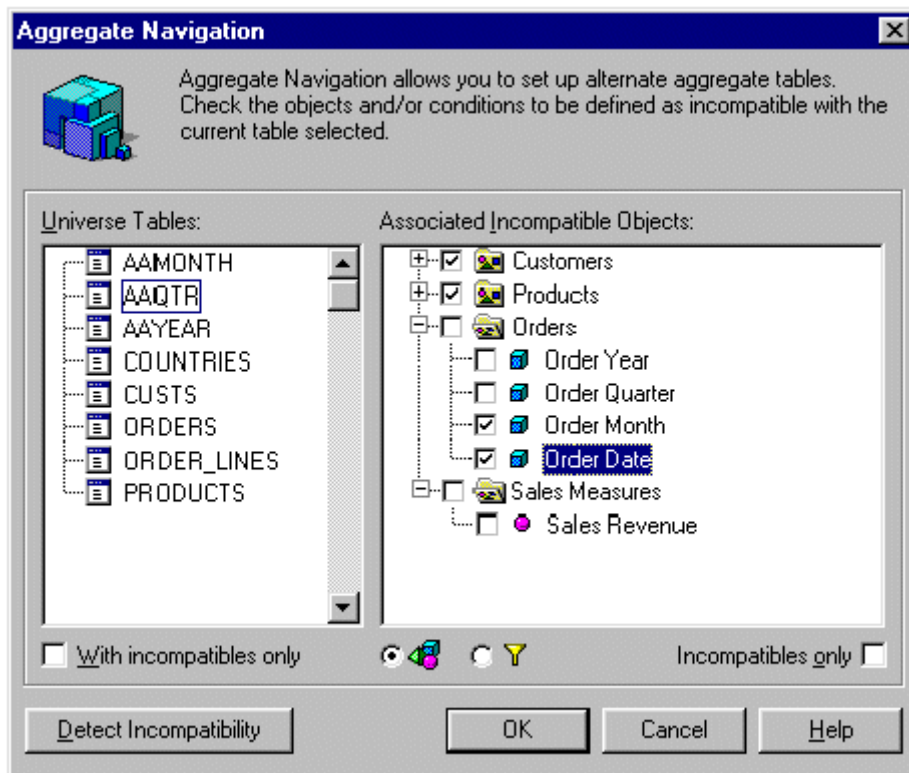 Aggregate Navigation
Aggregate Navigation allows you to set up alternate aggregate tables.
Check the objects and/or conditions to be defined as incompatible with the
current table selected.
Universe Tables:
AAMONTH
AAQTR
AAYEAR
COUNTRIES
CUSTS
ORDERS
ORDER_LINES
PRODUCTS
Associated Incompatible Objects:
Customers
Products
Orders
Order Year
Order Quarter
Order Month
Order Date
Sales Measures
Sales Revenue
With incompatibles only
Incompatibles only
Detect Incompatibility
OK
Cancel
Help